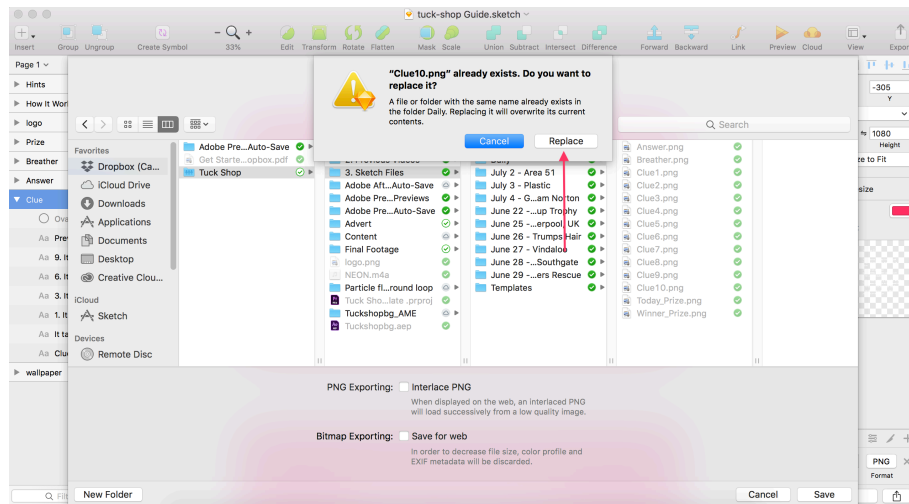 tuck-shop Guide.sketch
Insert Group Ungroup Create Symbol 33% Edit Transform Rotate Flatten Mask Scale Union Subtract Intersect Difference Forward Backward Link Preview Cloud View Expor
Page 1
Hints
How It Wor
logo
Prize
Breather
Answer
Clue
Ove
Aa Prev
Aa 9. It
Aa 6. It
Aa 3. It
Aa 1. It
Aa It ta
Aa Clu
wallpaper
"Clue10.png" already exists. Do you want to
replace it?
A file or folder with the same name already exists in
the folder Daily. Replacing it will overwrite its current
contents.
Cancel Replace
Search
Favorites
Dropbox (Ca...
iCloud Drive
Downloads
Applications
Documents
Desktop
Creative Clou...
iCloud
Sketch
Devices
Remote Disc
Adobe Pre...Auto-Save
Get Starte...opbox.pdf
Tuck Shop
3. Sketch Files
Adobe Aft...Auto-Save
Adobe Pre...Previews
Adobe Pre...Auto-Save
Advert
Content
Final Footage
logo.png
NEON.m4a
Particle fl...round loop
Tuck Sho...late .prproj
Tuckshopbg_AME
Tuckshopbg.aep
July 2 - Area 51
July 3 - Plastic
July 4 - G...am Norton
June 22 -...up Trophy
June 25 -...erpool, UK
June 26 - Trumps Hair
June 27 - Vindaloo
June 28 -...Southgate
June 29 -...ers Rescue
Templates
Answer.png
Breather.png
Clue1.png
Clue2.png
Clue3.png
Clue4.png
Clue5.png
Clue6.png
Clue7.png
Clue8.png
Clue9.png
Clue10.png
Today_Prize.png
Winner_Prize.png
PNG Exporting: Interlace PNG
When displayed on the web, an interlaced PNG
will load successively from a low quality image.
Bitmap Exporting: Save for web
In order to decrease file size, color profile and
EXIF metadata will be discarded.
New Folder Cancel Save
-305
Y
1080
Height
ze to Fit
size
PNG
Format